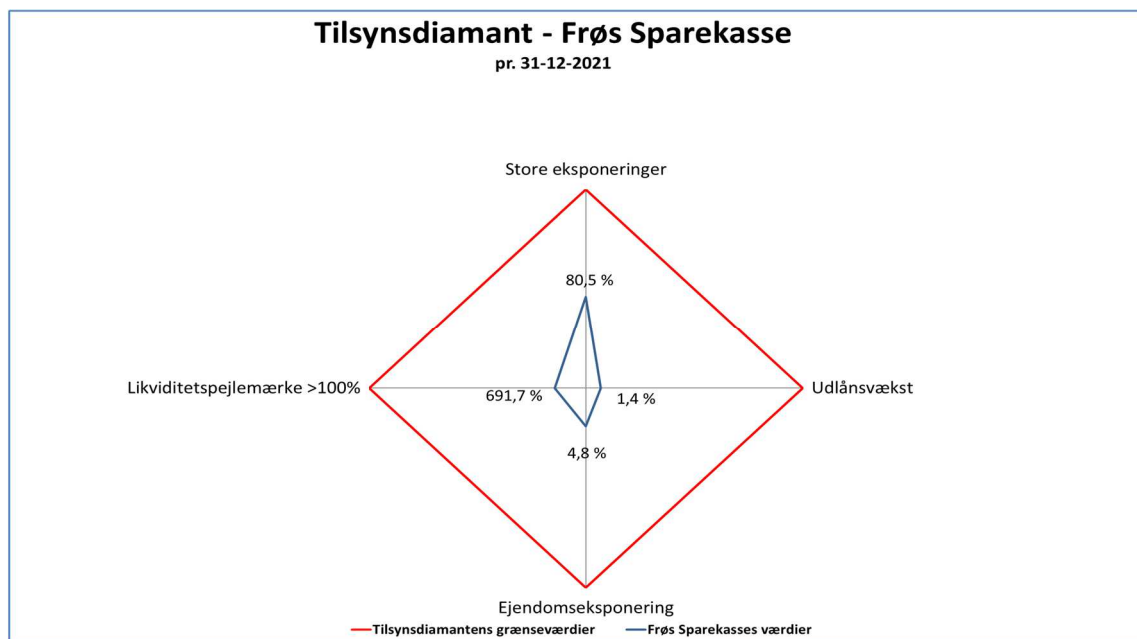 Tilsynsdiamant - Frøs Sparekasse
pr. 31-12-2021
Store eksponeringer
80,5 %
Likviditetspejlemærke >100%
691,7 %
1,4 %
Udlånsvækst
4,8 %
Ejendomseksponering
Tilsynsdiamantens grænseværdier
Frøs Sparekasses værdier